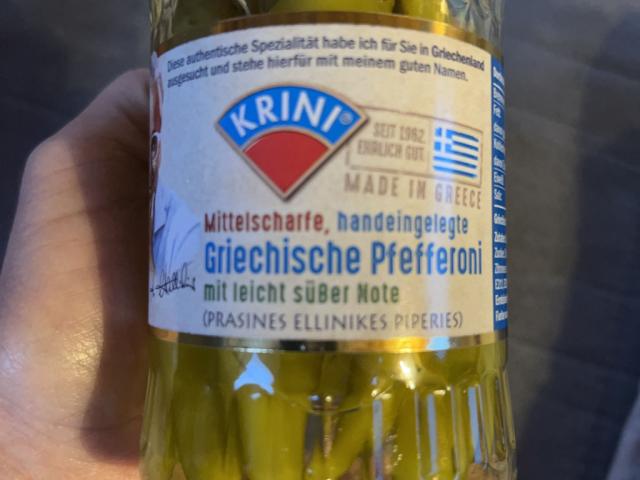 Diese authentische Spezialität habe ich für Sie in Griechenland
ausgesucht und stehe hierfür mit meinem guten Namen.
KRINI®
SEIT 1962.
EHRLICH GUT.
MADE IN GREECE
Mittelscharfe, handeingelegte
Griechische Pfefferoni
mit leicht süßer Note
(PRASINES ELLINIKES PIPERIES)